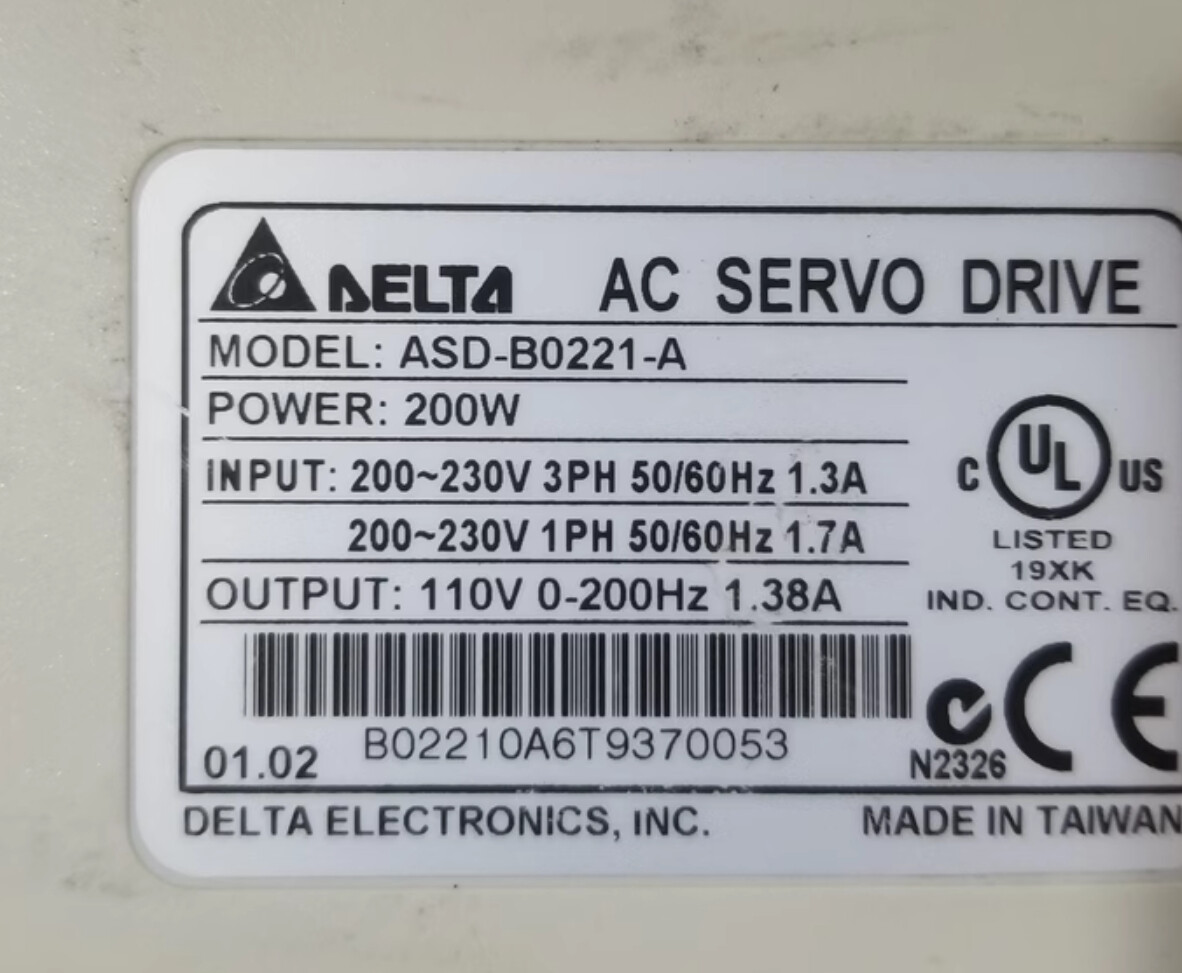 DELTA AC SERVO DRIVE
MODEL: ASD-B0221-A
POWER: 200W
INPUT: 200~230V 3PH 50/60Hz 1.3A
200~230V 1PH 50/60Hz 1.7A
OUTPUT: 110V 0-200Hz 1.38A
C UL US
LISTED
19XK
IND. CONT. EQ.
B02210A6T9370053
01.02
N2326
CE
DELTA ELECTRONICS, INC. MADE IN TAIWAN